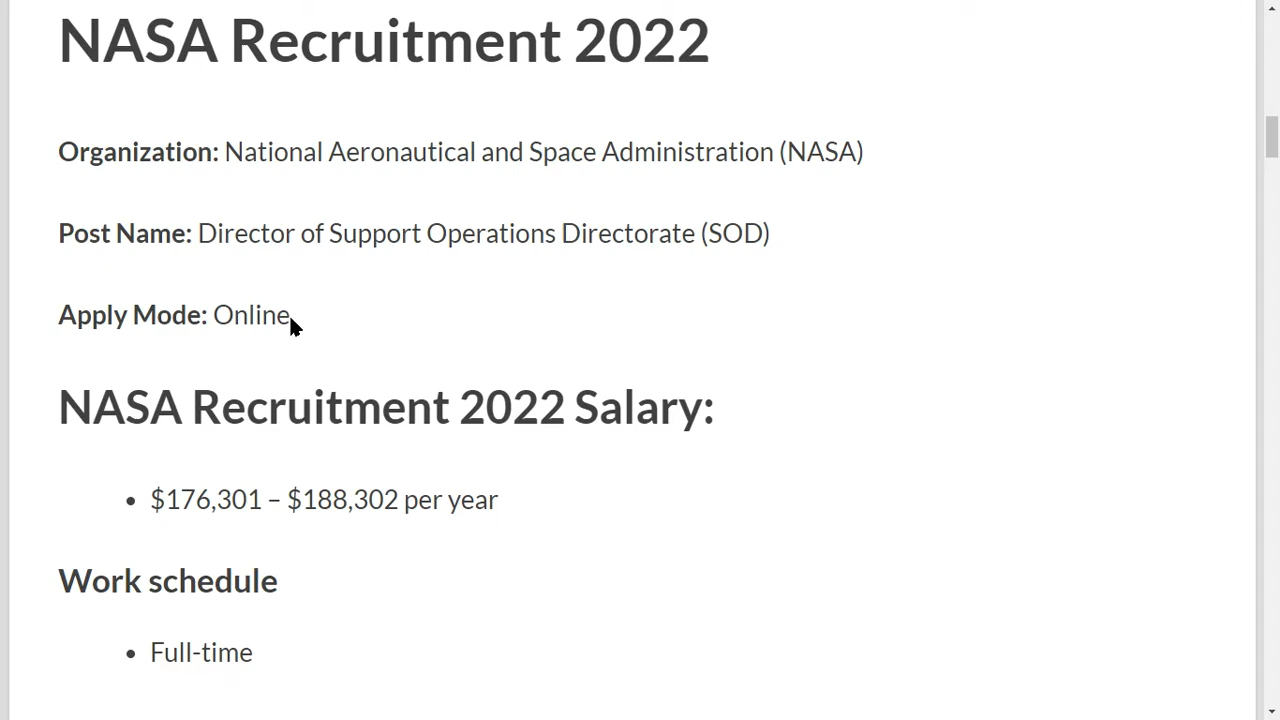 NASA Recruitment 2022
Organization: National Aeronautical and Space Administration (NASA)
Post Name: Director of Support Operations Directorate (SOD)
Apply Mode: Online
NASA Recruitment 2022 Salary:
• $176,301 – $188,302 per year
Work schedule
• Full-time